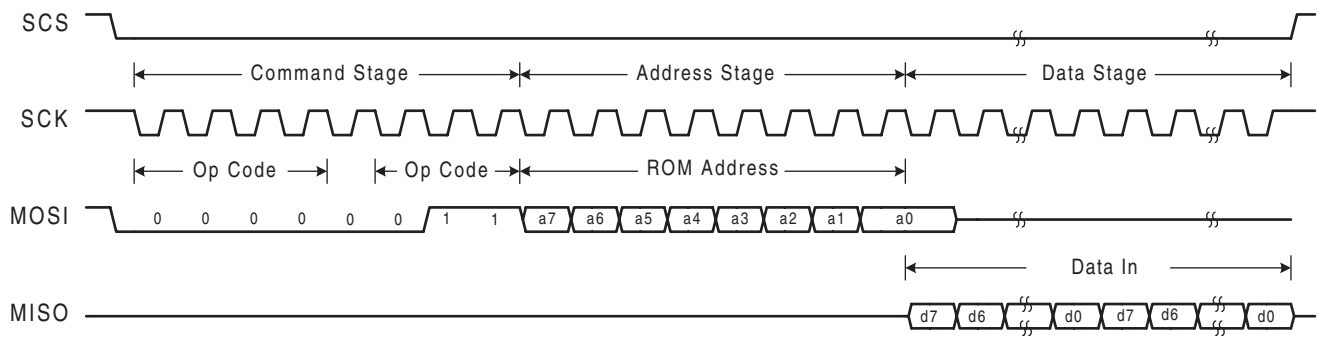 SCS
Command Stage Address Stage Data Stage
SCK
Op Code Op Code ROM Address
MOSI 0 0 0 0 0 0 1 1 a7 a6 a5 a4 a3 a2 a1 a0
Data In
MISO d7 d6 d0 d7 d6 d0